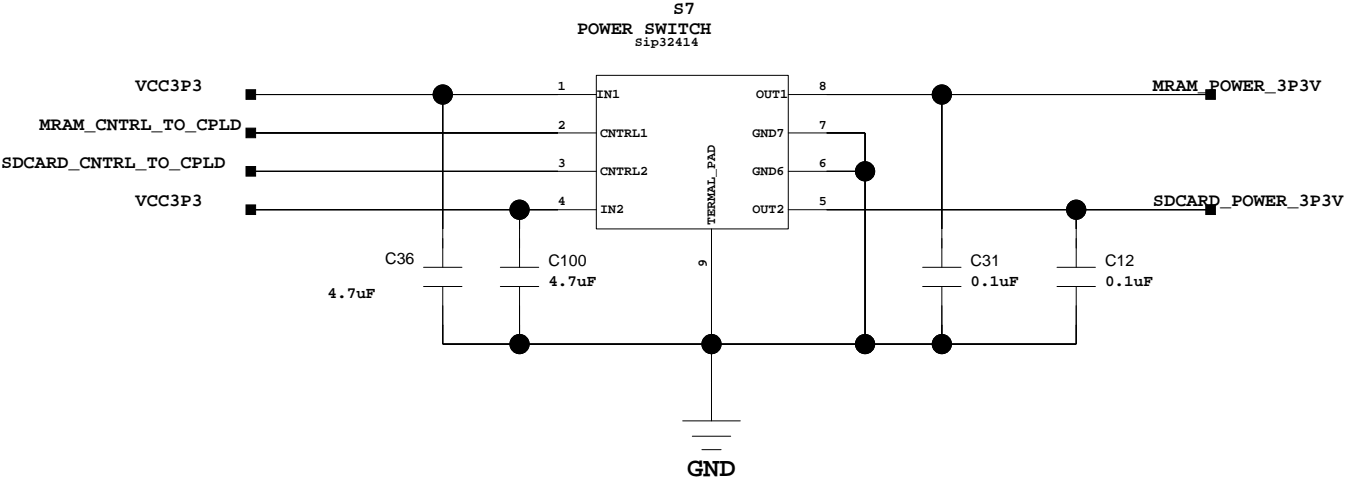 S7
POWER SWITCH
Sip32414
VCC3P3
1
IN1
OUT1
8
MRAM_POWER_3P3V
MRAM_CNTRL_TO_CPLD
2
CNTRL1
GND7
7
SDCARD_CNTRL_TO_CPLD
3
CNTRL2
GND6
6
VCC3P3
4
IN2
OUT2
5
SDCARD_POWER_3P3V
TERMAL_PAD
9
C36
4.7uF
C100
4.7uF
C31
0.1uF
C12
0.1uF
GND